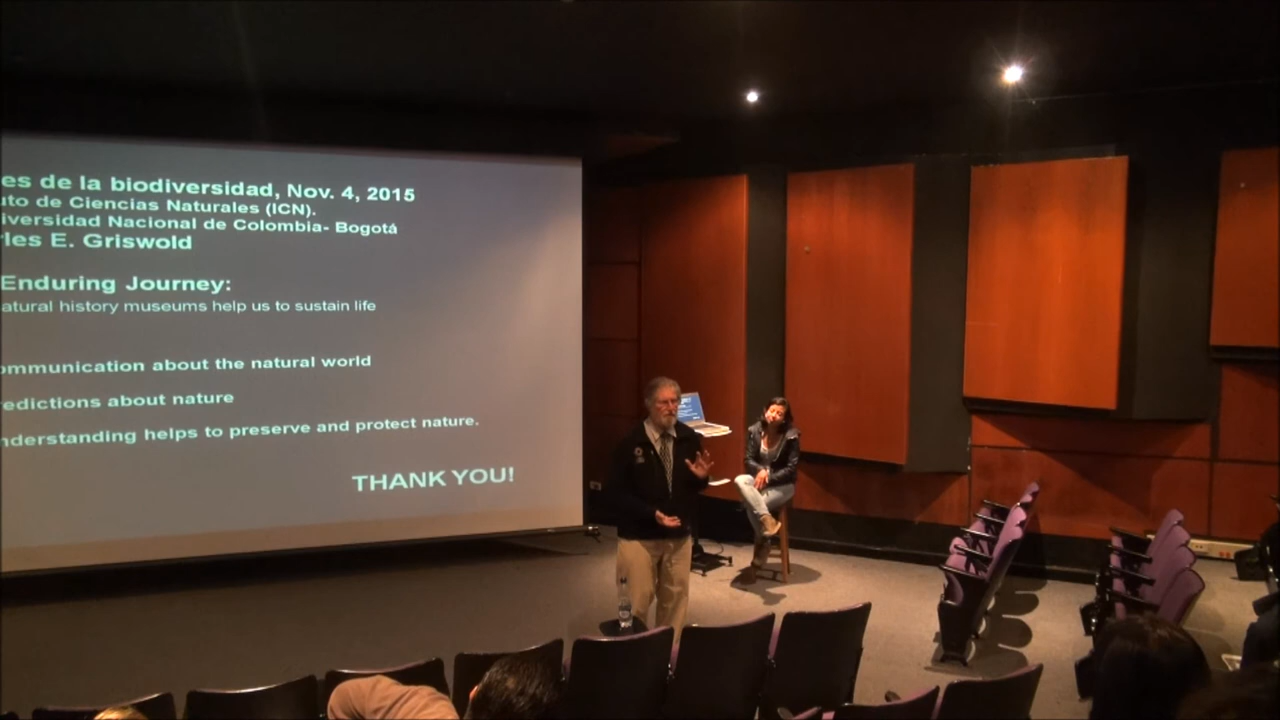 es de la biodiversidad, Nov. 4, 2015
uto de Ciencias Naturales (ICN).
iversidad Nacional de Colombia- Bogotá
rles E. Griswold
Enduring Journey:
atural history museums help us to sustain life
ommunication about the natural world
redictions about nature
nderstanding helps to preserve and protect nature.
THANK YOU!